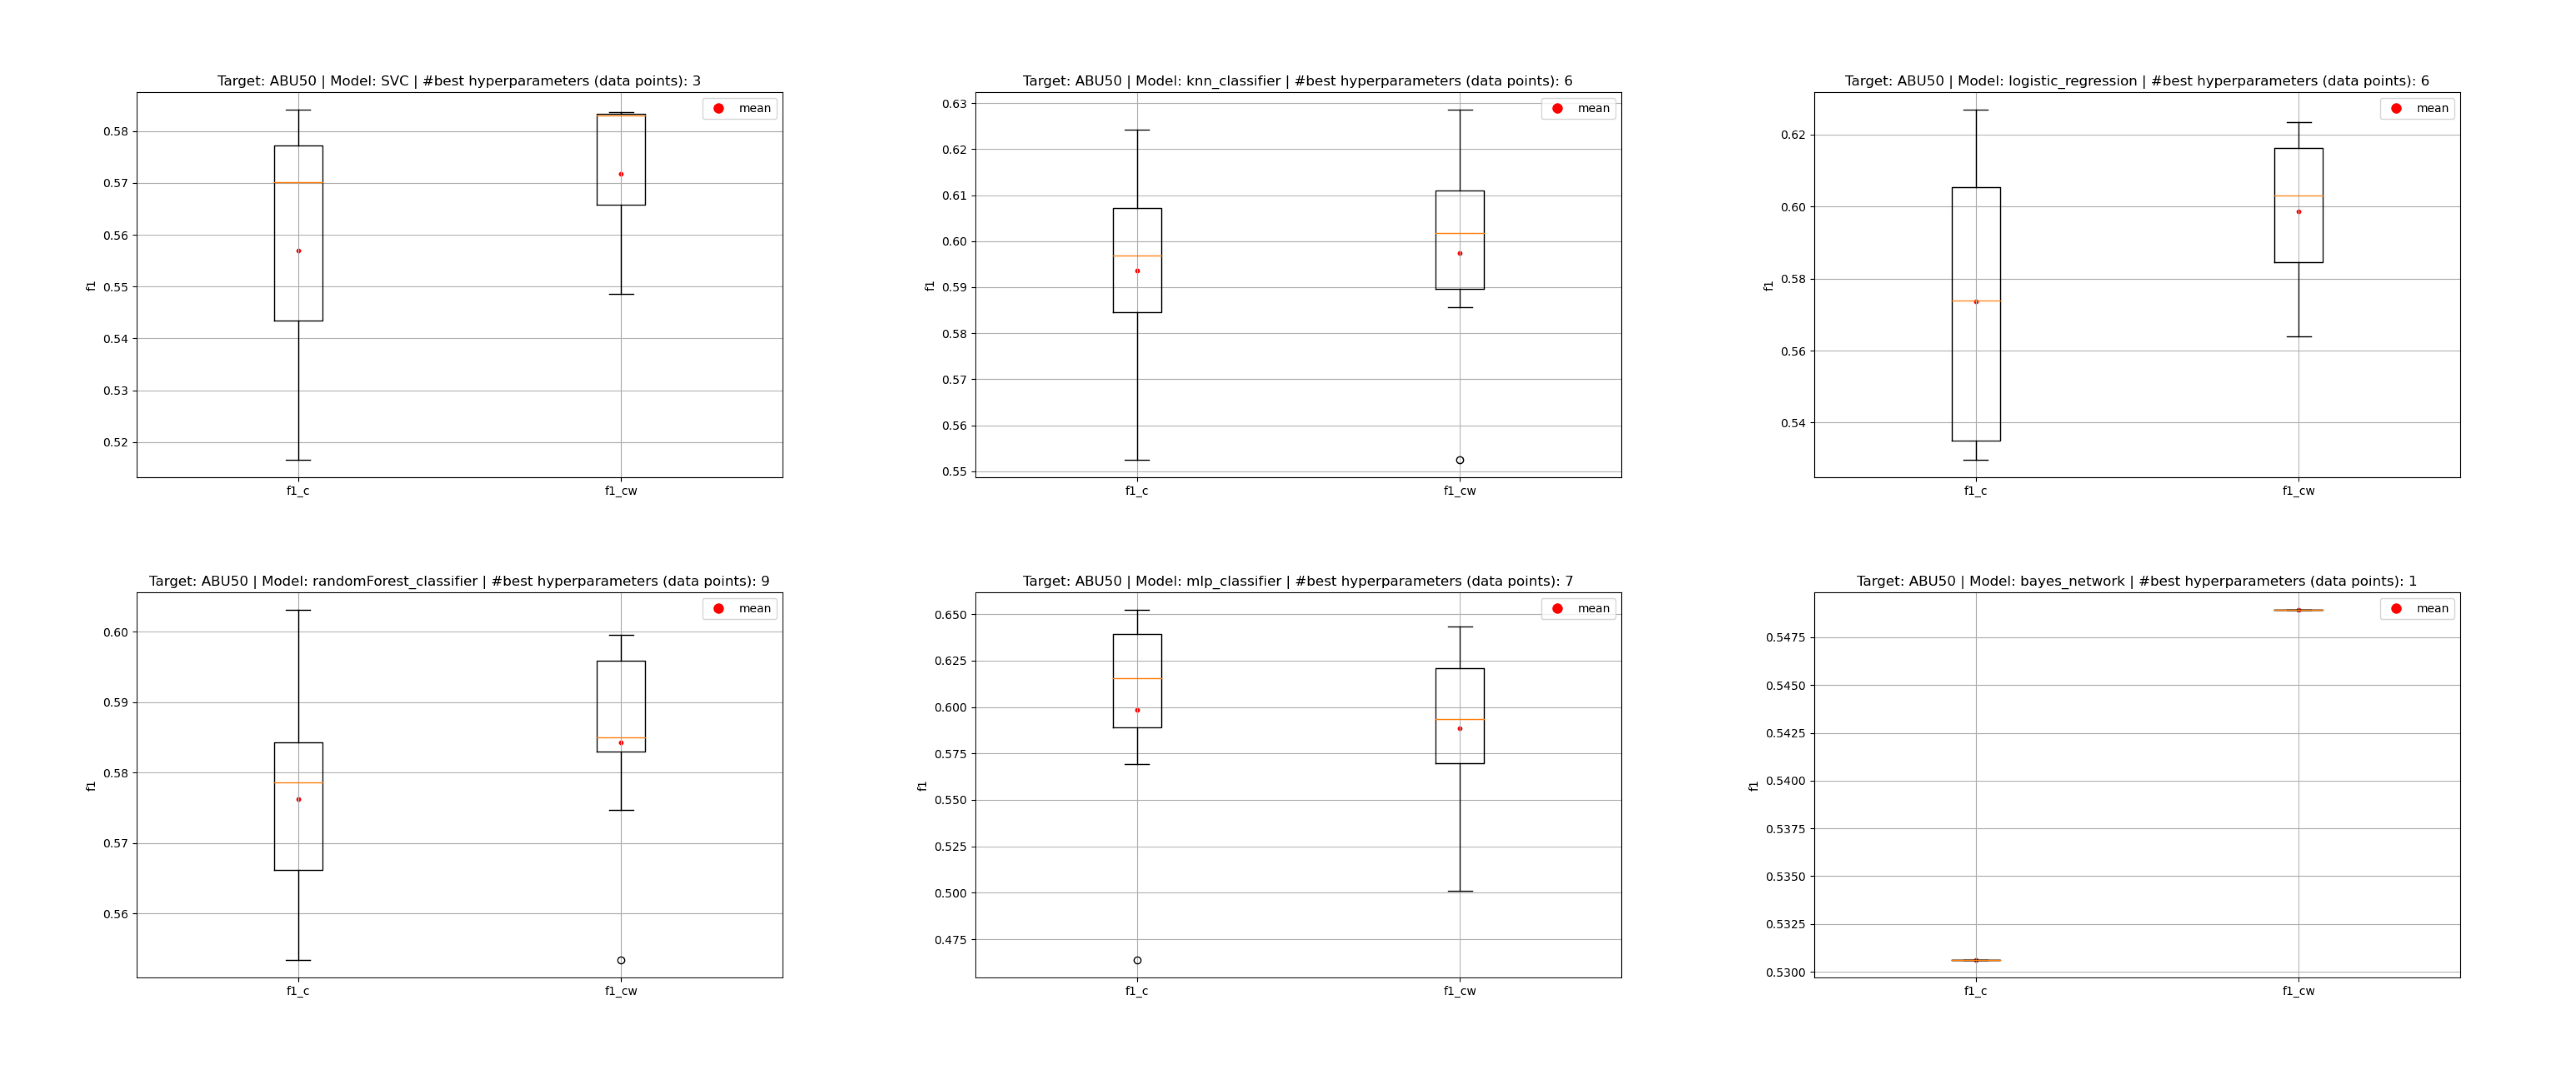 Target: ABU50 | Model: SVC | #best hyperparameters (data points): 3
mean
0.58
0.57
0.56
0.55
0.54
0.53
0.52
f1
f1_c
f1_cw
Target: ABU50 | Model: knn_classifier | #best hyperparameters (data points): 6
mean
0.63
0.62
0.61
0.60
0.59
0.58
0.57
0.56
0.55
f1
f1_c
f1_cw
Target: ABU50 | Model: logistic_regression | #best hyperparameters (data points): 6
mean
0.62
0.60
0.58
0.56
0.54
f1
f1_c
f1_cw
Target: ABU50 | Model: randomForest_classifier | #best hyperparameters (data points): 9
mean
0.60
0.59
0.58
0.57
0.56
f1
f1_c
f1_cw
Target: ABU50 | Model: mlp_classifier | #best hyperparameters (data points): 7
mean
0.650
0.625
0.600
0.575
0.550
0.525
0.500
0.475
f1
f1_c
f1_cw
Target: ABU50 | Model: bayes_network | #best hyperparameters (data points): 1
mean
0.5475
0.5450
0.5425
0.5400
0.5375
0.5350
0.5325
0.5300
f1
f1_c
f1_cw